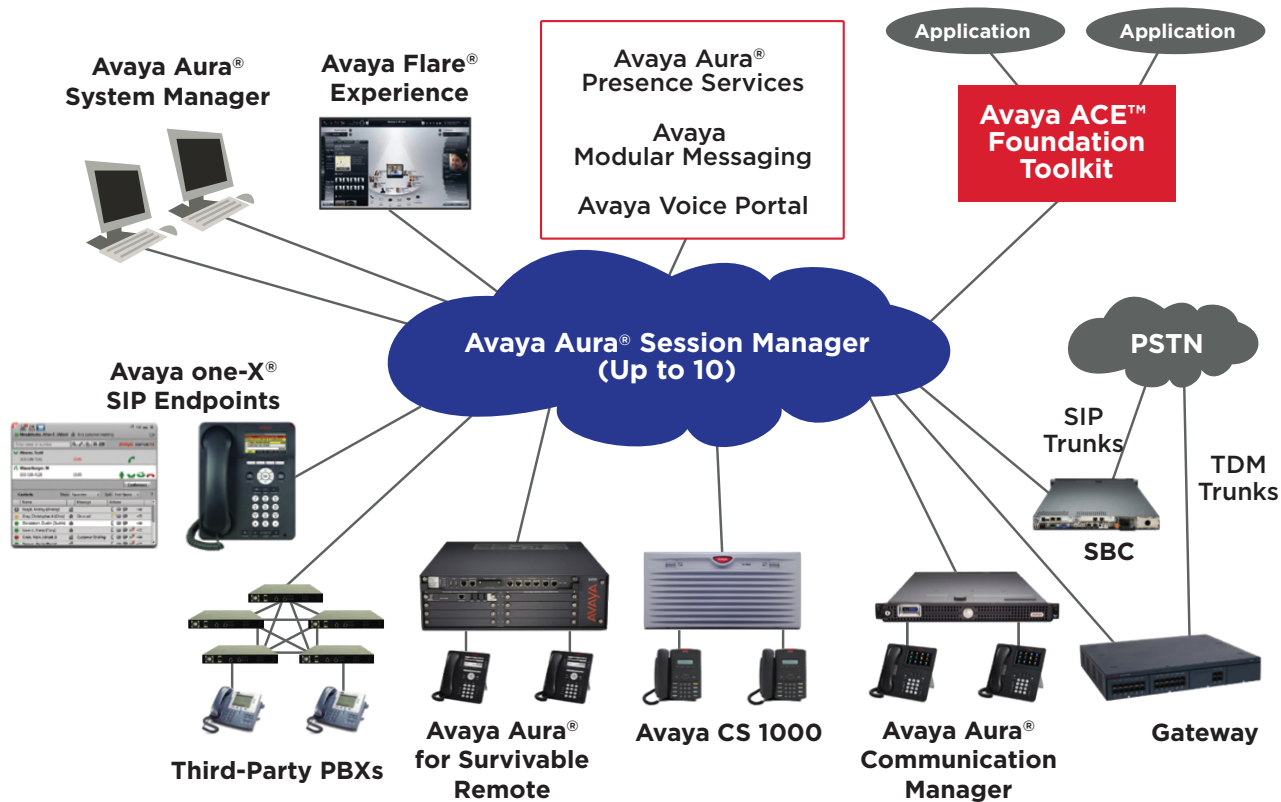 Avaya Aura®
System Manager
Avaya Flare®
Experience
Avaya Aura®
Presence Services
Avaya
Modular Messaging
Avaya Voice Portal
Application
Application
Avaya ACE™
Foundation
Toolkit
Avaya Aura® Session Manager
(Up to 10)
PSTN
SIP
Trunks
TDM
Trunks
SBC
Avaya one-X®
SIP Endpoints
Conference
AVAYA
Third-Party PBXs
Avaya Aura®
for Survivable
Remote
Avaya CS 1000
Avaya Aura®
Communication
Manager
Gateway